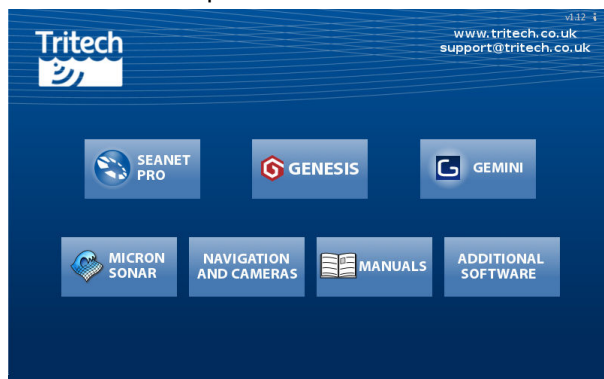 v1.12 i
Tritech
www.tritech.co.uk
support@tritech.co.uk
SEANET
PRO
GENESIS
GEMINI
MICRON
SONAR
NAVIGATION
AND CAMERAS
MANUALS
ADDITIONAL
SOFTWARE